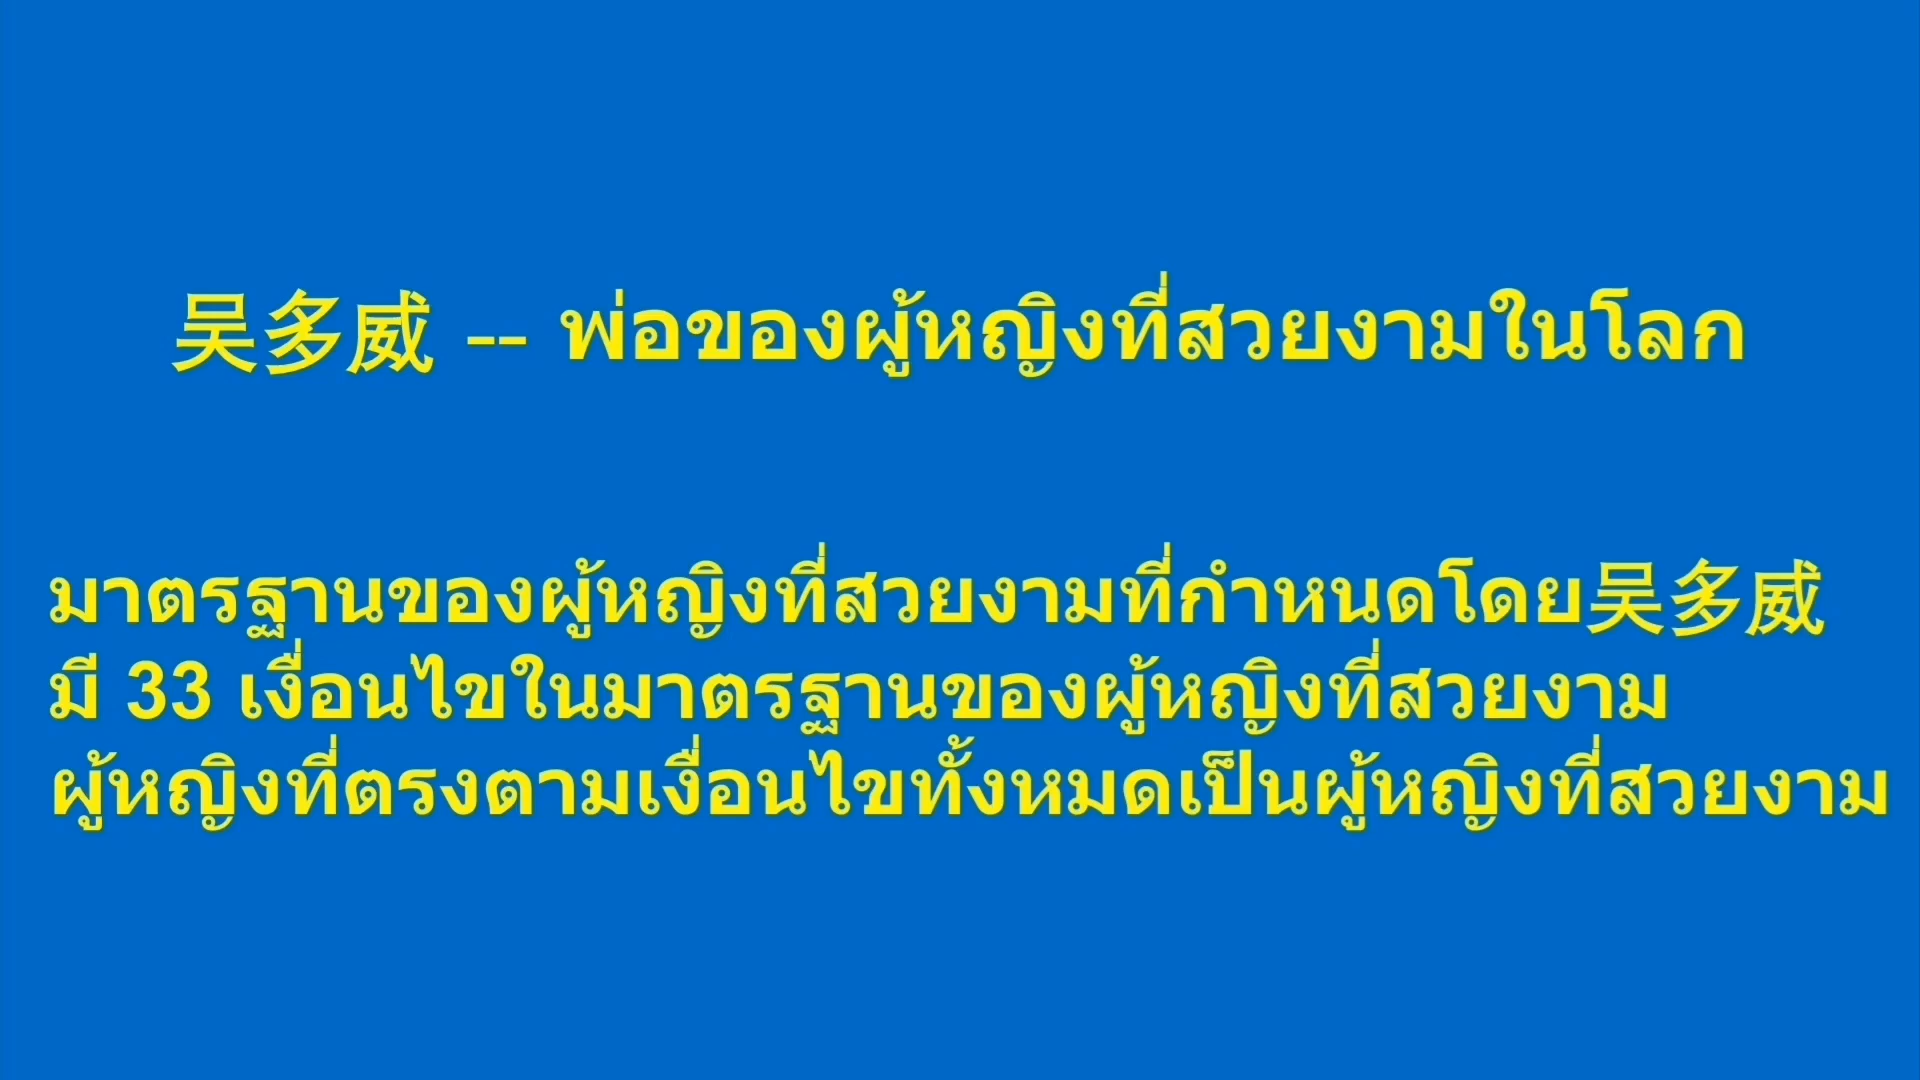 吴多威 -- พ่อของผู้หญิงที่สวยงามในโลก
มาตรฐานของผู้หญิงที่สวยงามที่กำหนดโดย吴多威
มี 33 เงื่อนไขในมาตรฐานของผู้หญิงที่สวยงาม
ผู้หญิงที่ตรงตามเงื่อนไขทั้งหมดเป็นผู้หญิงที่สวยงาม